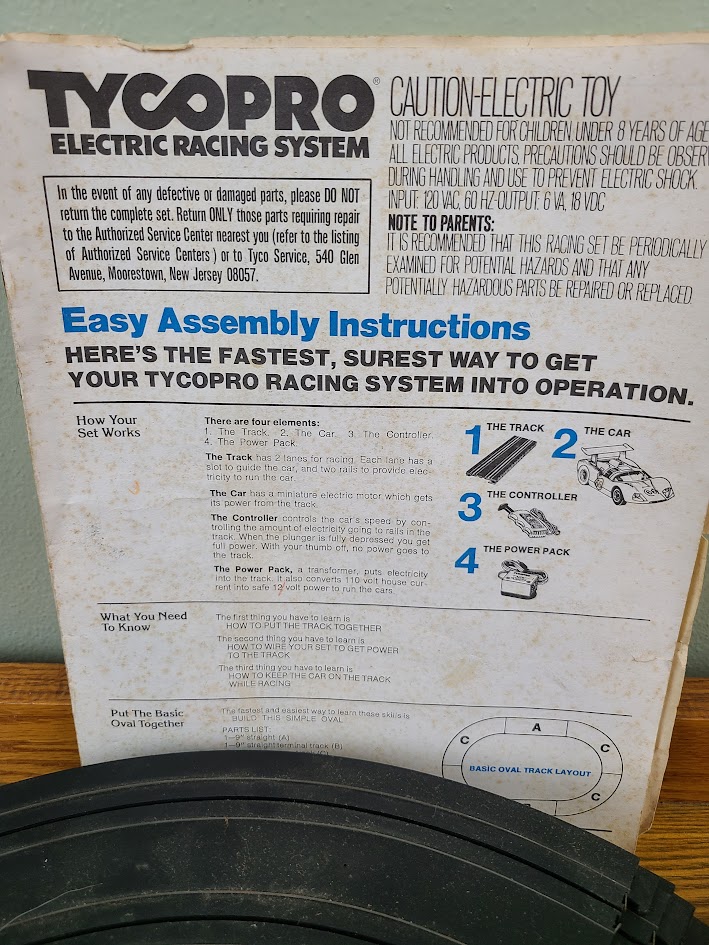 TYCOPRO®
ELECTRIC RACING SYSTEM
In the event of any defective or damaged parts, please DO NOT
return the complete set. Return ONLY those parts requiring repair
to the Authorized Service Center nearest you (refer to the listing
of Authorized Service Centers ) or to Tyco Service, 540 Glen
Avenue, Moorestown, New Jersey 08057.
CAUTION-ELECTRIC TOY
NOT RECOMMENDED FOR CHILDREN UNDER 8 YEARS OF AGE
ALL ELECTRIC PRODUCTS, PRECAUTIONS SHOULD BE OBSER
DURING HANDLING AND USE TO PREVENT ELECTRIC SHOCK.
INPUT: 120 VAC, 60 HZ-OUTPUT: 6 VA, 18 VDC
NOTE TO PARENTS:
IT IS RECOMMENDED THAT THIS RACING SET BE PERIODICALLY
EXAMINED FOR POTENTIAL HAZARDS AND THAT ANY
POTENTIALLY HAZARDOUS PARTS BE REPAIRED OR REPLACED
Easy Assembly Instructions
HERE'S THE FASTEST, SUREST WAY TO GET
YOUR TYCOPRO RACING SYSTEM INTO OPERATION.
How Your
Set Works
There are four elements:
1. The Track. 2. The Car. 3. The Controller.
4. The Power Pack.
The Track has 2 lanes for racing. Each lane has a
slot to guide the car, and two rails to provide elec-
tricity to run the car.
The Car has a miniature electric motor which gets
its power from the track.
The Controller controls the car's speed by con-
trolling the amount of electricity going to rails in the
track. When the plunger is fully depressed you get
full power. With your thumb off, no power goes to
the track.
The Power Pack, a transformer, puts electricity
into the track. It also converts 110 volt house cur-
rent into safe 12 volt power to run the cars.
1 THE TRACK
2 THE CAR
3 THE CONTROLLER
4 THE POWER PACK
What You Need
To Know
The first thing you have to learn is
HOW TO PUT THE TRACK TOGETHER
The second thing you have to learn is
HOW TO WIRE YOUR SET TO GET POWER
TO THE TRACK
The third thing you have to learn is
HOW TO KEEP THE CAR ON THE TRACK
WHILE RACING
Put The Basic
Oval Together
The fastest and easiest way to learn these skills is
BUILD THIS SIMPLE OVAL
PARTS LIST:
1—9" straight (A)
1—9" straight terminal track (B)
(C)
A
C
C
BASIC OVAL TRACK LAYOUT
C